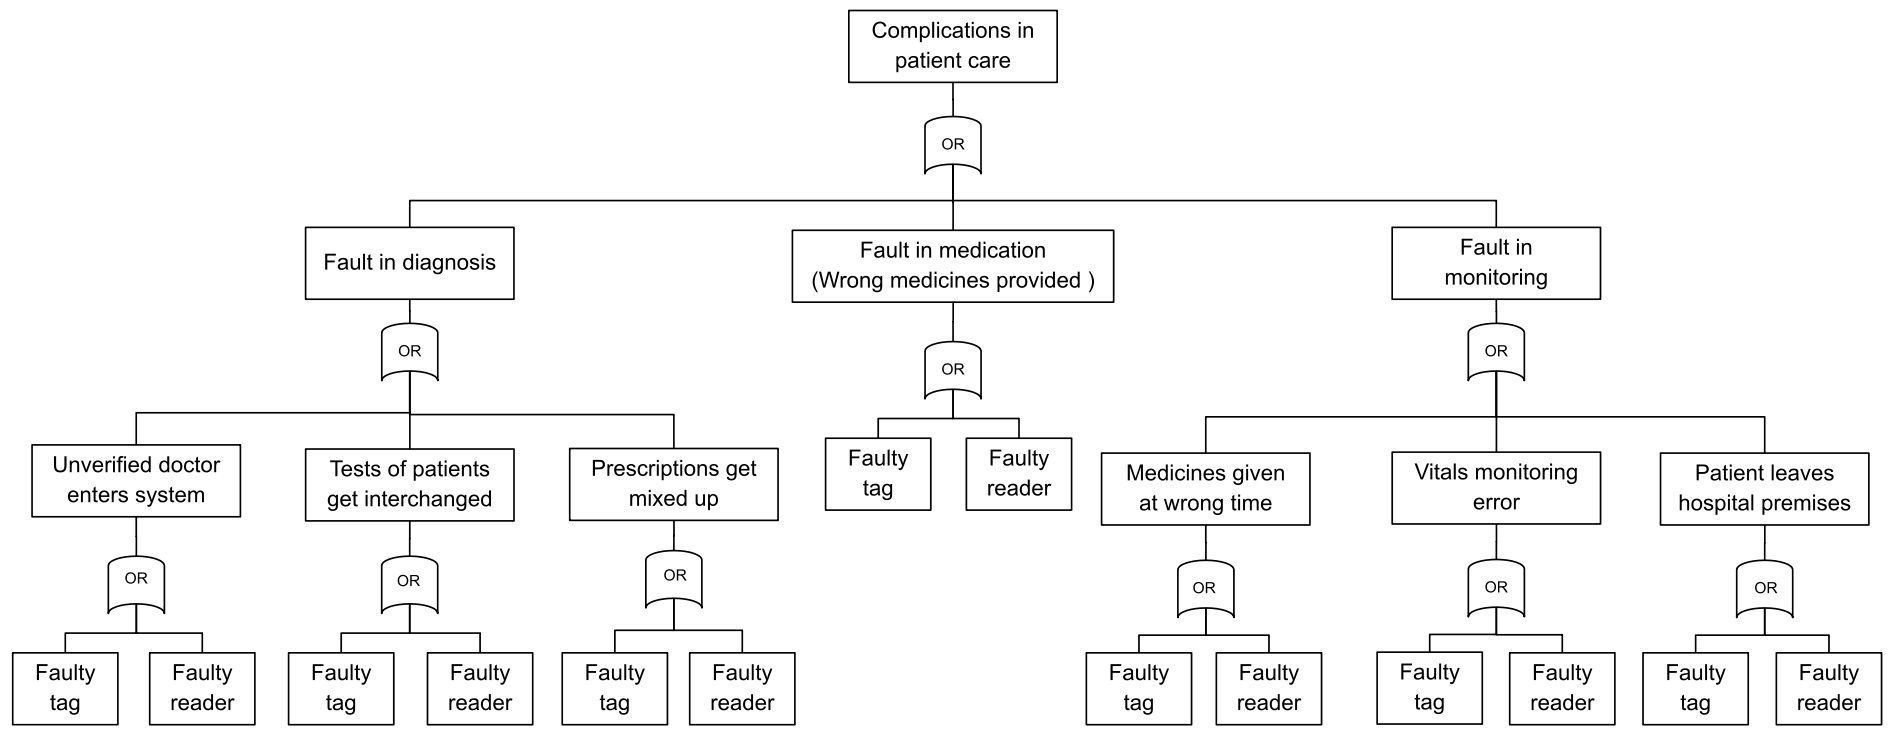 Complications in
patient care
OR
Fault in diagnosis
Fault in medication
(Wrong medicines provided )
Fault in
monitoring
OR
OR
OR
Unverified doctor
enters system
Tests of patients
get interchanged
Prescriptions get
mixed up
Faulty
tag
Faulty
reader
Medicines given
at wrong time
Vitals monitoring
error
Patient leaves
hospital premises
OR
OR
OR
OR
OR
OR
Faulty
tag
Faulty
reader
Faulty
tag
Faulty
reader
Faulty
tag
Faulty
reader
Faulty
tag
Faulty
reader
Faulty
tag
Faulty
reader
Faulty
tag
Faulty
reader